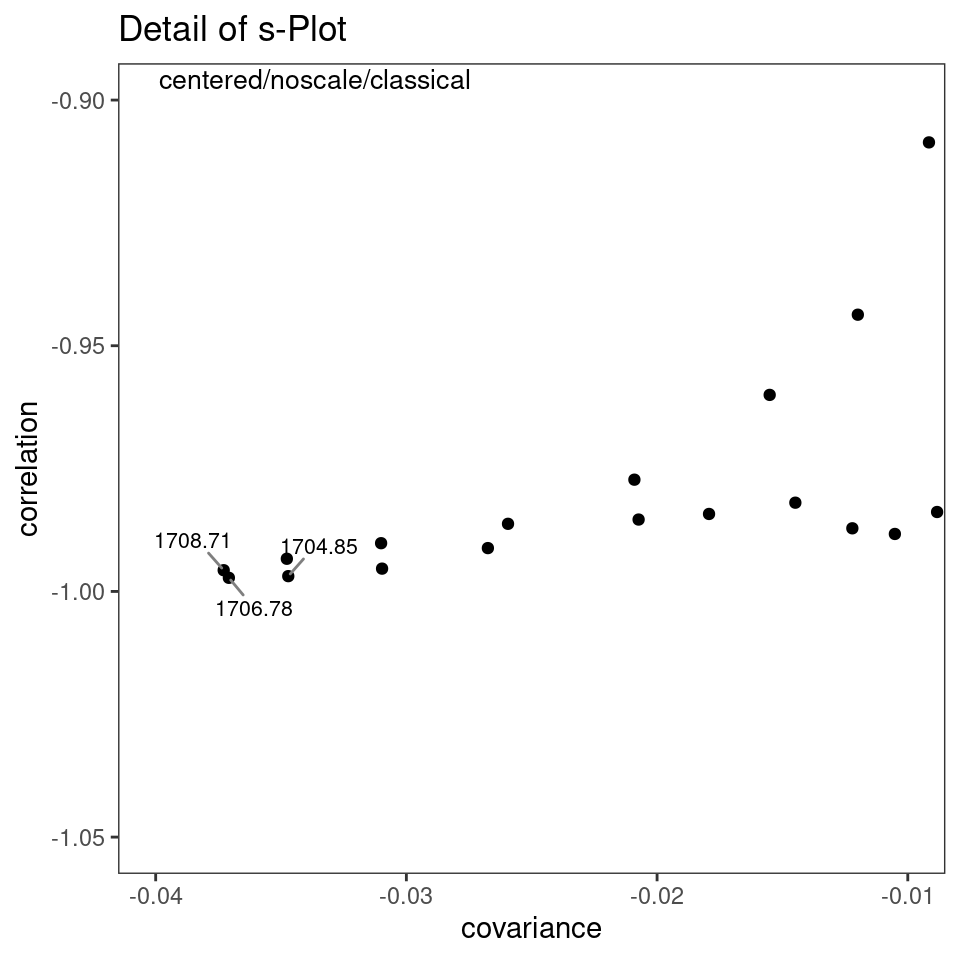 Detail of s-Plot
centered/noscale/classical
-0.90
-0.95
correlation
1708.71
1704.85
-1.00
1706.78
-1.05
-0.04
-0.03
-0.02
-0.01
covariance